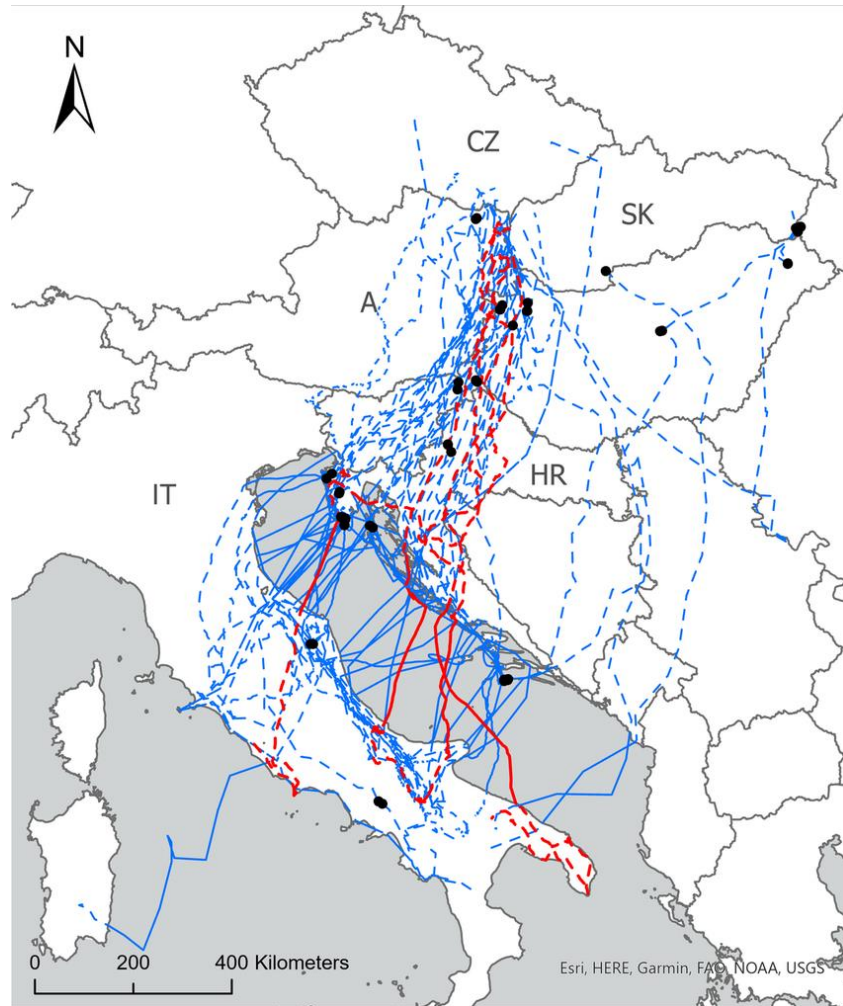 N
CZ
SK
A
HR
IT
0 200 400 Kilometers
Esri, HERE, Garmin, FAO, NOAA, USGS